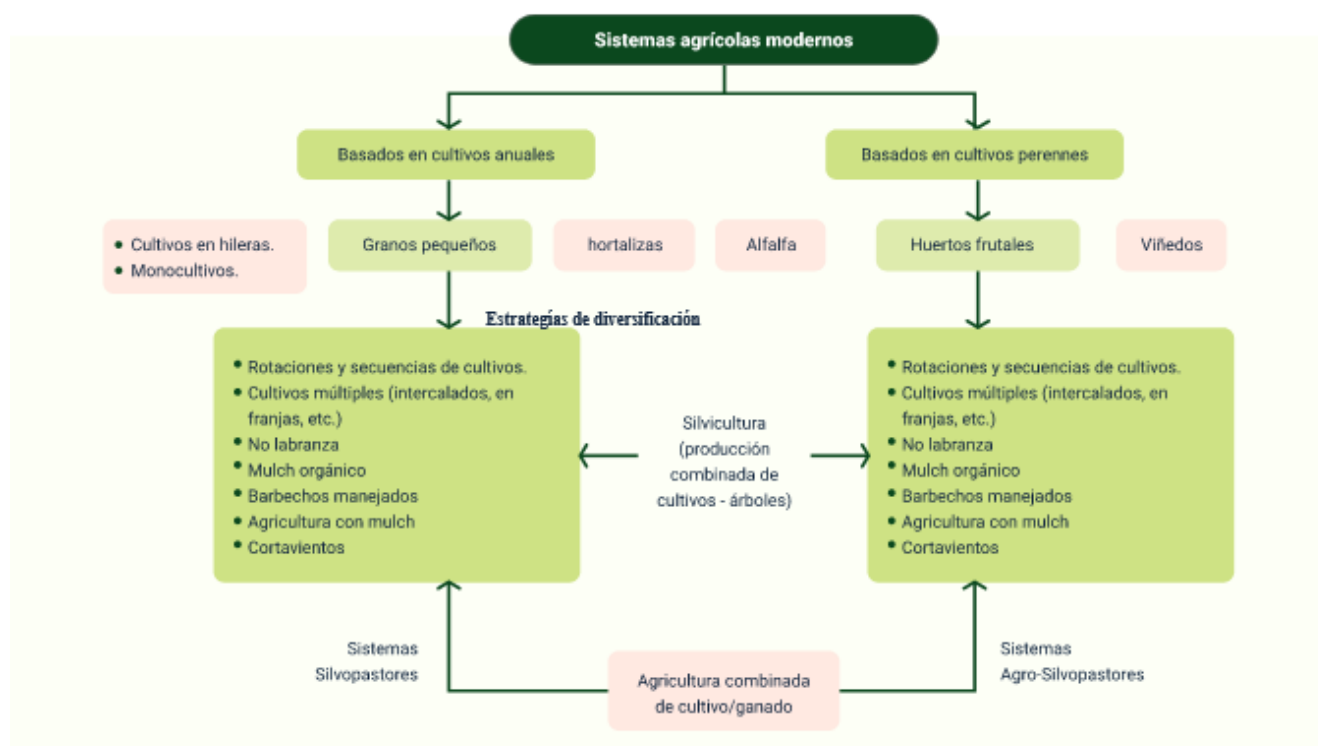 Sistemas agrícolas modernos
Basados en cultivos anuales
Basados en cultivos perennes
• Cultivos en hileras.
• Monocultivos.
Granos pequeños
hortalizas
Alfalfa
Huertos frutales
Viñedos
Estrategías de diversificación
• Rotaciones y secuencias de cultivos.
• Cultivos múltiples (intercalados, en
franjas, etc.)
• No labranza
• Mulch orgánico
• Barbechos manejados
• Agricultura con mulch
• Cortavientos
Silvicultura
(producción
combinada de
cultivos - árboles)
• Rotaciones y secuencias de cultivos.
• Cultivos múltiples (intercalados, en
franjas, etc.)
• No labranza
• Mulch orgánico
• Barbechos manejados
• Agricultura con mulch
• Cortavientos
Sistemas
Silvopastores
Agricultura combinada
de cultivo/ganado
Sistemas
Agro-Silvopastores